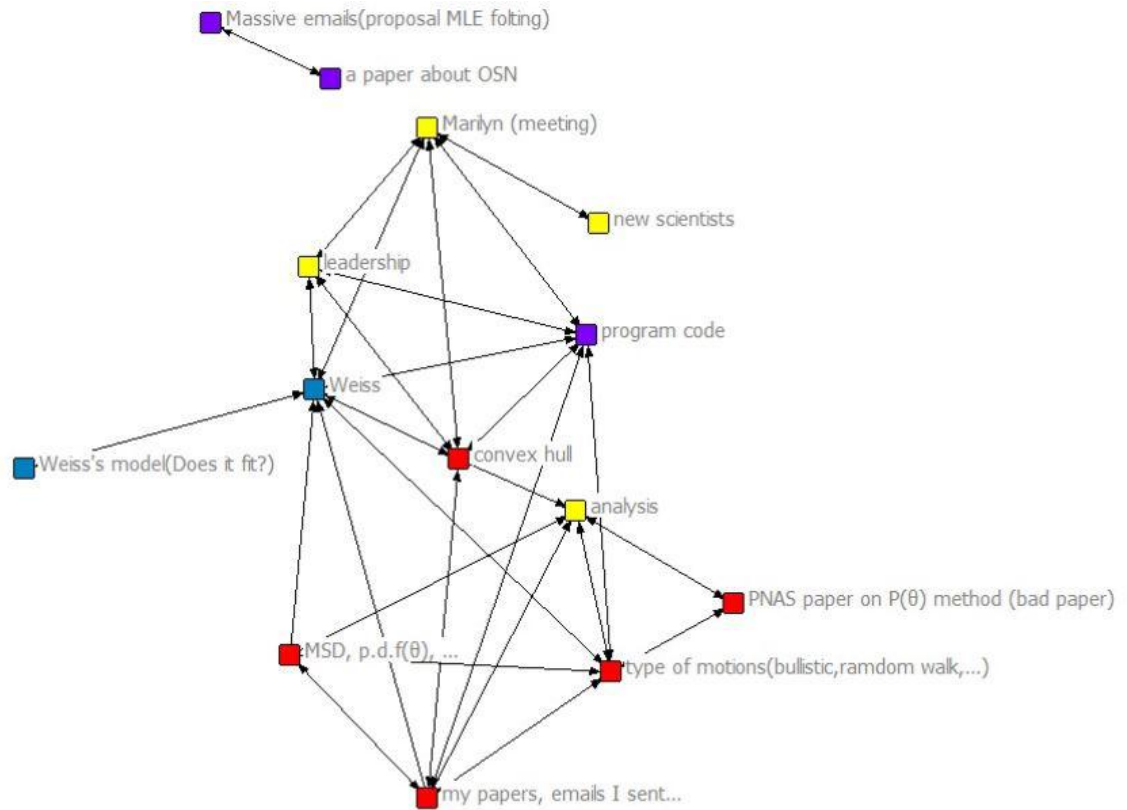 Massive emails(proposal MLE folting)
a paper about OSN
Marilyn (meeting)
new scientists
leadership
program code
Weiss
convex hull
Weiss's model(Does it fit?)
analysis
PNAS paper on P(θ) method (bad paper)
MSD, p.d.f(θ), ...
type of motions(bullistic,ramdom walk,...)
my papers, emails I sent...